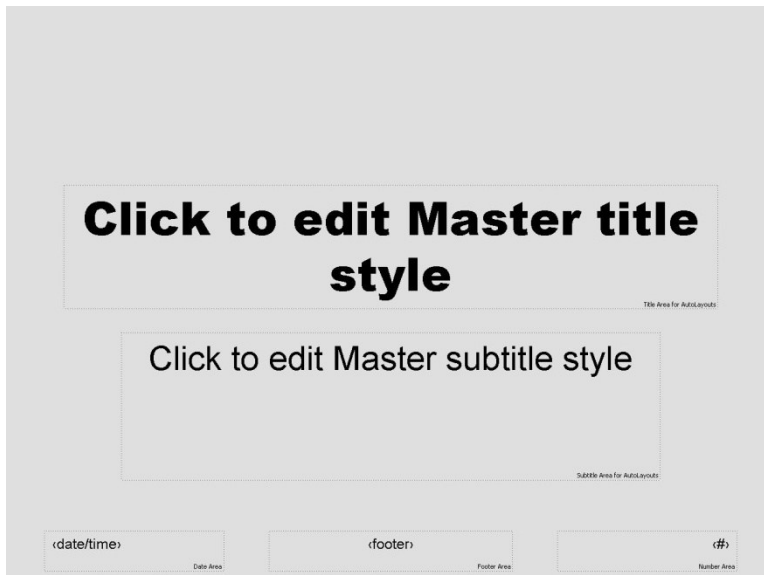 Click to edit Master title
style
Title Area for AutoLayouts
Click to edit Master subtitle style
Subtitle Area for AutoLayouts
‹date/time›
Date Area
‹footer›
Footer Area
‹#›
Number Area